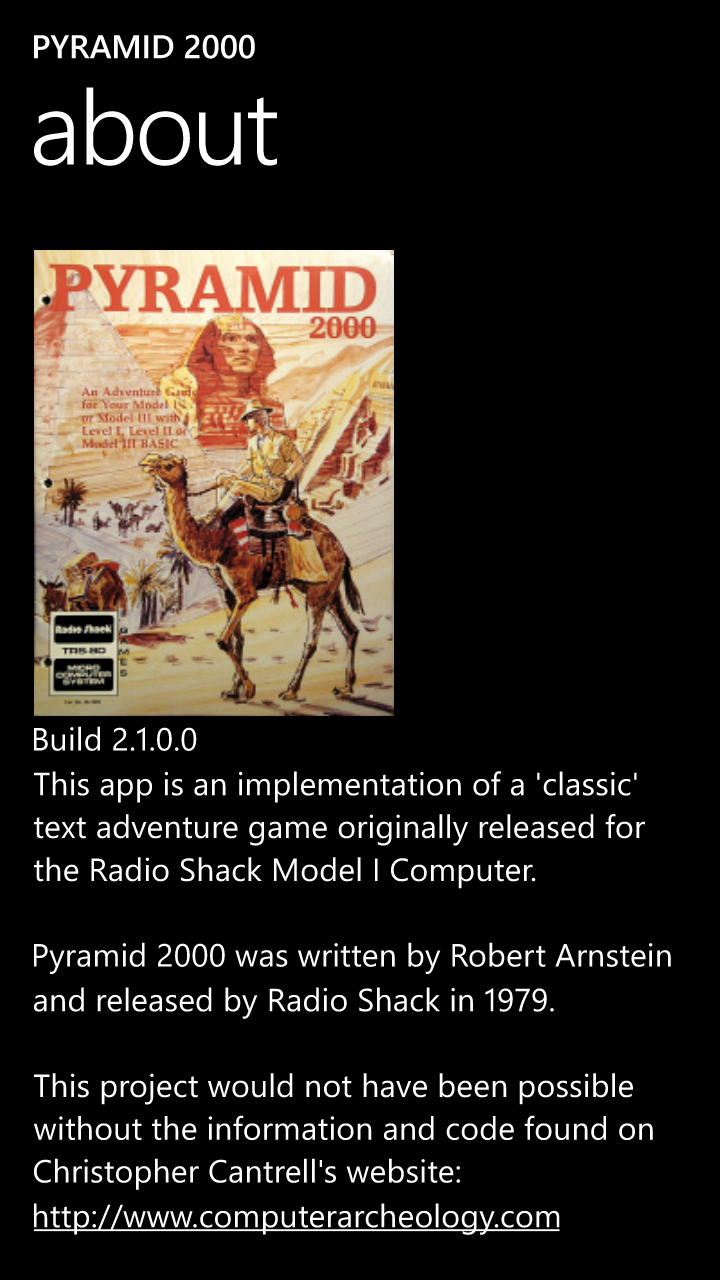 PYRAMID 2000
about
PYRAMID
2000
An Adventure Game
for Your Model I
or Model III with
Level I, Level II or
Model III BASIC
Radio Shack
TRS-80
MICRO
COMPUTER
SYSTEM
GAMES
Build 2.1.0.0
This app is an implementation of a 'classic'
text adventure game originally released for
the Radio Shack Model I Computer.
Pyramid 2000 was written by Robert Arnstein
and released by Radio Shack in 1979.
This project would not have been possible
without the information and code found on
Christopher Cantrell's website:
http://www.computerarcheology.com